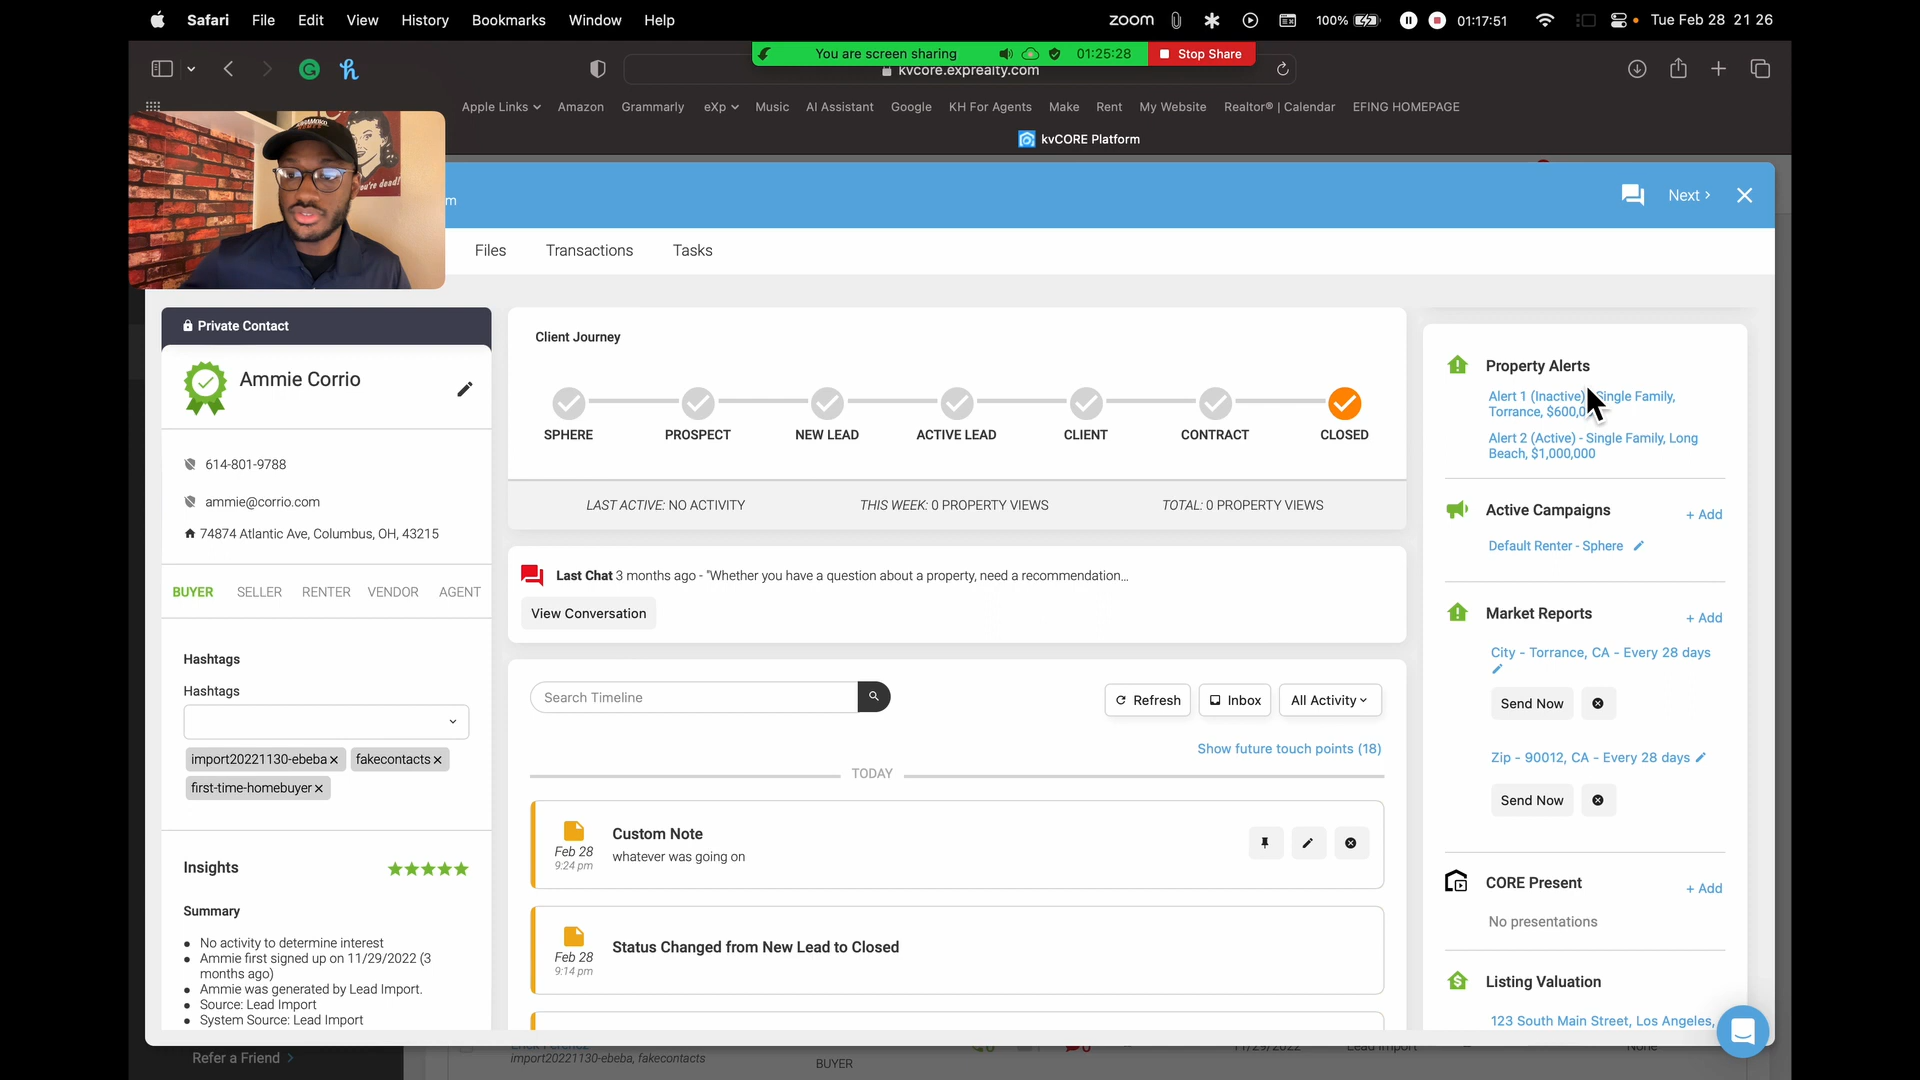 Safari File Edit View History Bookmarks Window Help zoom 100% 01:17:51 Tue Feb 28 21 26
You are screen sharing 01:25:28 Stop Share
kvcore.exprealty.com
Apple Links Amazon Grammarly eXp Music AI Assistant Google KH For Agents Make Rent My Website Realtor® | Calendar EFING HOMEPAGE
kvCORE Platform
you're dead!
m
Next >
Files Transactions Tasks
Private Contact
Ammie Corrio
614-801-9788
ammie@corrio.com
74874 Atlantic Ave, Columbus, OH, 43215
BUYER SELLER RENTER VENDOR AGENT
Hashtags
Hashtags
import20221130-ebeba × fakecontacts ×
first-time-homebuyer ×
Insights
Summary
No activity to determine interest
Ammie first signed up on 11/29/2022 (3
months ago)
Ammie was generated by Lead Import.
Source: Lead Import
System Source: Lead Import
Refer a Friend >
Client Journey
SPHERE PROSPECT NEW LEAD ACTIVE LEAD CLIENT CONTRACT CLOSED
LAST ACTIVE: NO ACTIVITY THIS WEEK: 0 PROPERTY VIEWS TOTAL: 0 PROPERTY VIEWS
Last Chat 3 months ago - "Whether you have a question about a property, need a recommendation...
View Conversation
Search Timeline Refresh Inbox All Activity
Show future touch points (18)
TODAY
Custom Note
Feb 28
9:24 pm
whatever was going on
Status Changed from New Lead to Closed
Feb 28
9:14 pm
import20221130-ebeba, fakecontacts
BUYER
11/29/2022 Lead Import None
Property Alerts
Alert 1 (Inactive) Single Family,
Torrance, $600,0
Alert 2 (Active) - Single Family, Long
Beach, $1,000,000
Active Campaigns + Add
Default Renter - Sphere
Market Reports + Add
City - Torrance, CA - Every 28 days
Send Now
Zip - 90012, CA - Every 28 days
Send Now
CORE Present + Add
No presentations
Listing Valuation
123 South Main Street, Los Angeles,